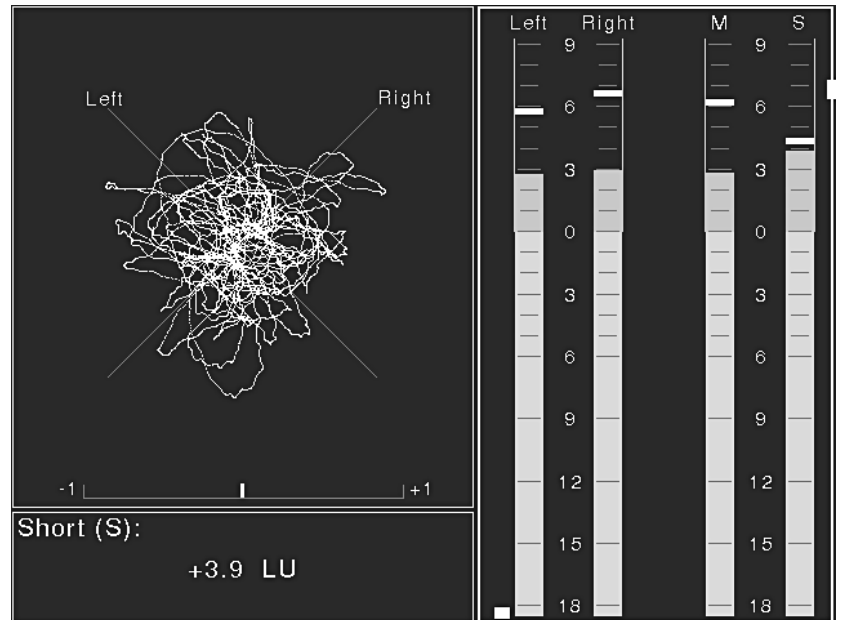 Left Right M S
9 9
Left Right
6 6
3 3
0 0
3 3
6 6
9 9
-1 +1
12 12
Short (S):
15 15
+3.9 LU
18 18